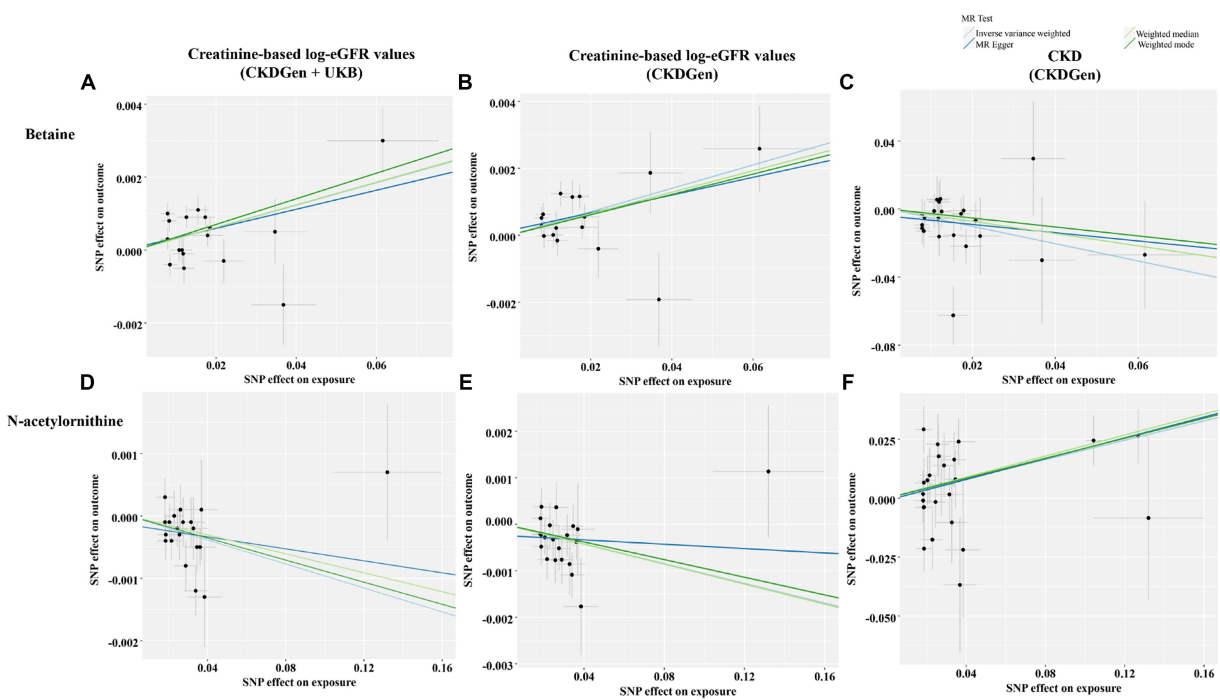 MR Test
Inverse variance weighted
MR Egger
Weighted median
Weighted mode
Creatinine-based log-eGFR values
(CKDGen + UKB)
Creatinine-based log-eGFR values
(CKDGen)
CKD
(CKDGen)
Betaine
A
0.004
0.002
0.000
-0.002
SNP effect on outcome
0.02
0.04
0.06
SNP effect on exposure
B
0.004
0.002
0.000
-0.002
SNP effect on outcome
0.02
0.04
0.06
SNP effect on exposure
C
0.04
0.00
-0.04
-0.08
SNP effect on outcome
0.02
0.04
0.06
SNP effect on exposure
N-acetylornithine
D
0.001
0.000
-0.001
-0.002
SNP effect on outcome
0.04
0.08
0.12
0.16
SNP effect on exposure
E
0.002
0.001
0.000
-0.001
-0.002
-0.003
SNP effect on outcome
0.04
0.08
0.12
0.16
SNP effect on exposure
F
0.025
0.000
-0.025
-0.050
SNP effect on outcome
0.04
0.08
0.12
0.16
SNP effect on exposure